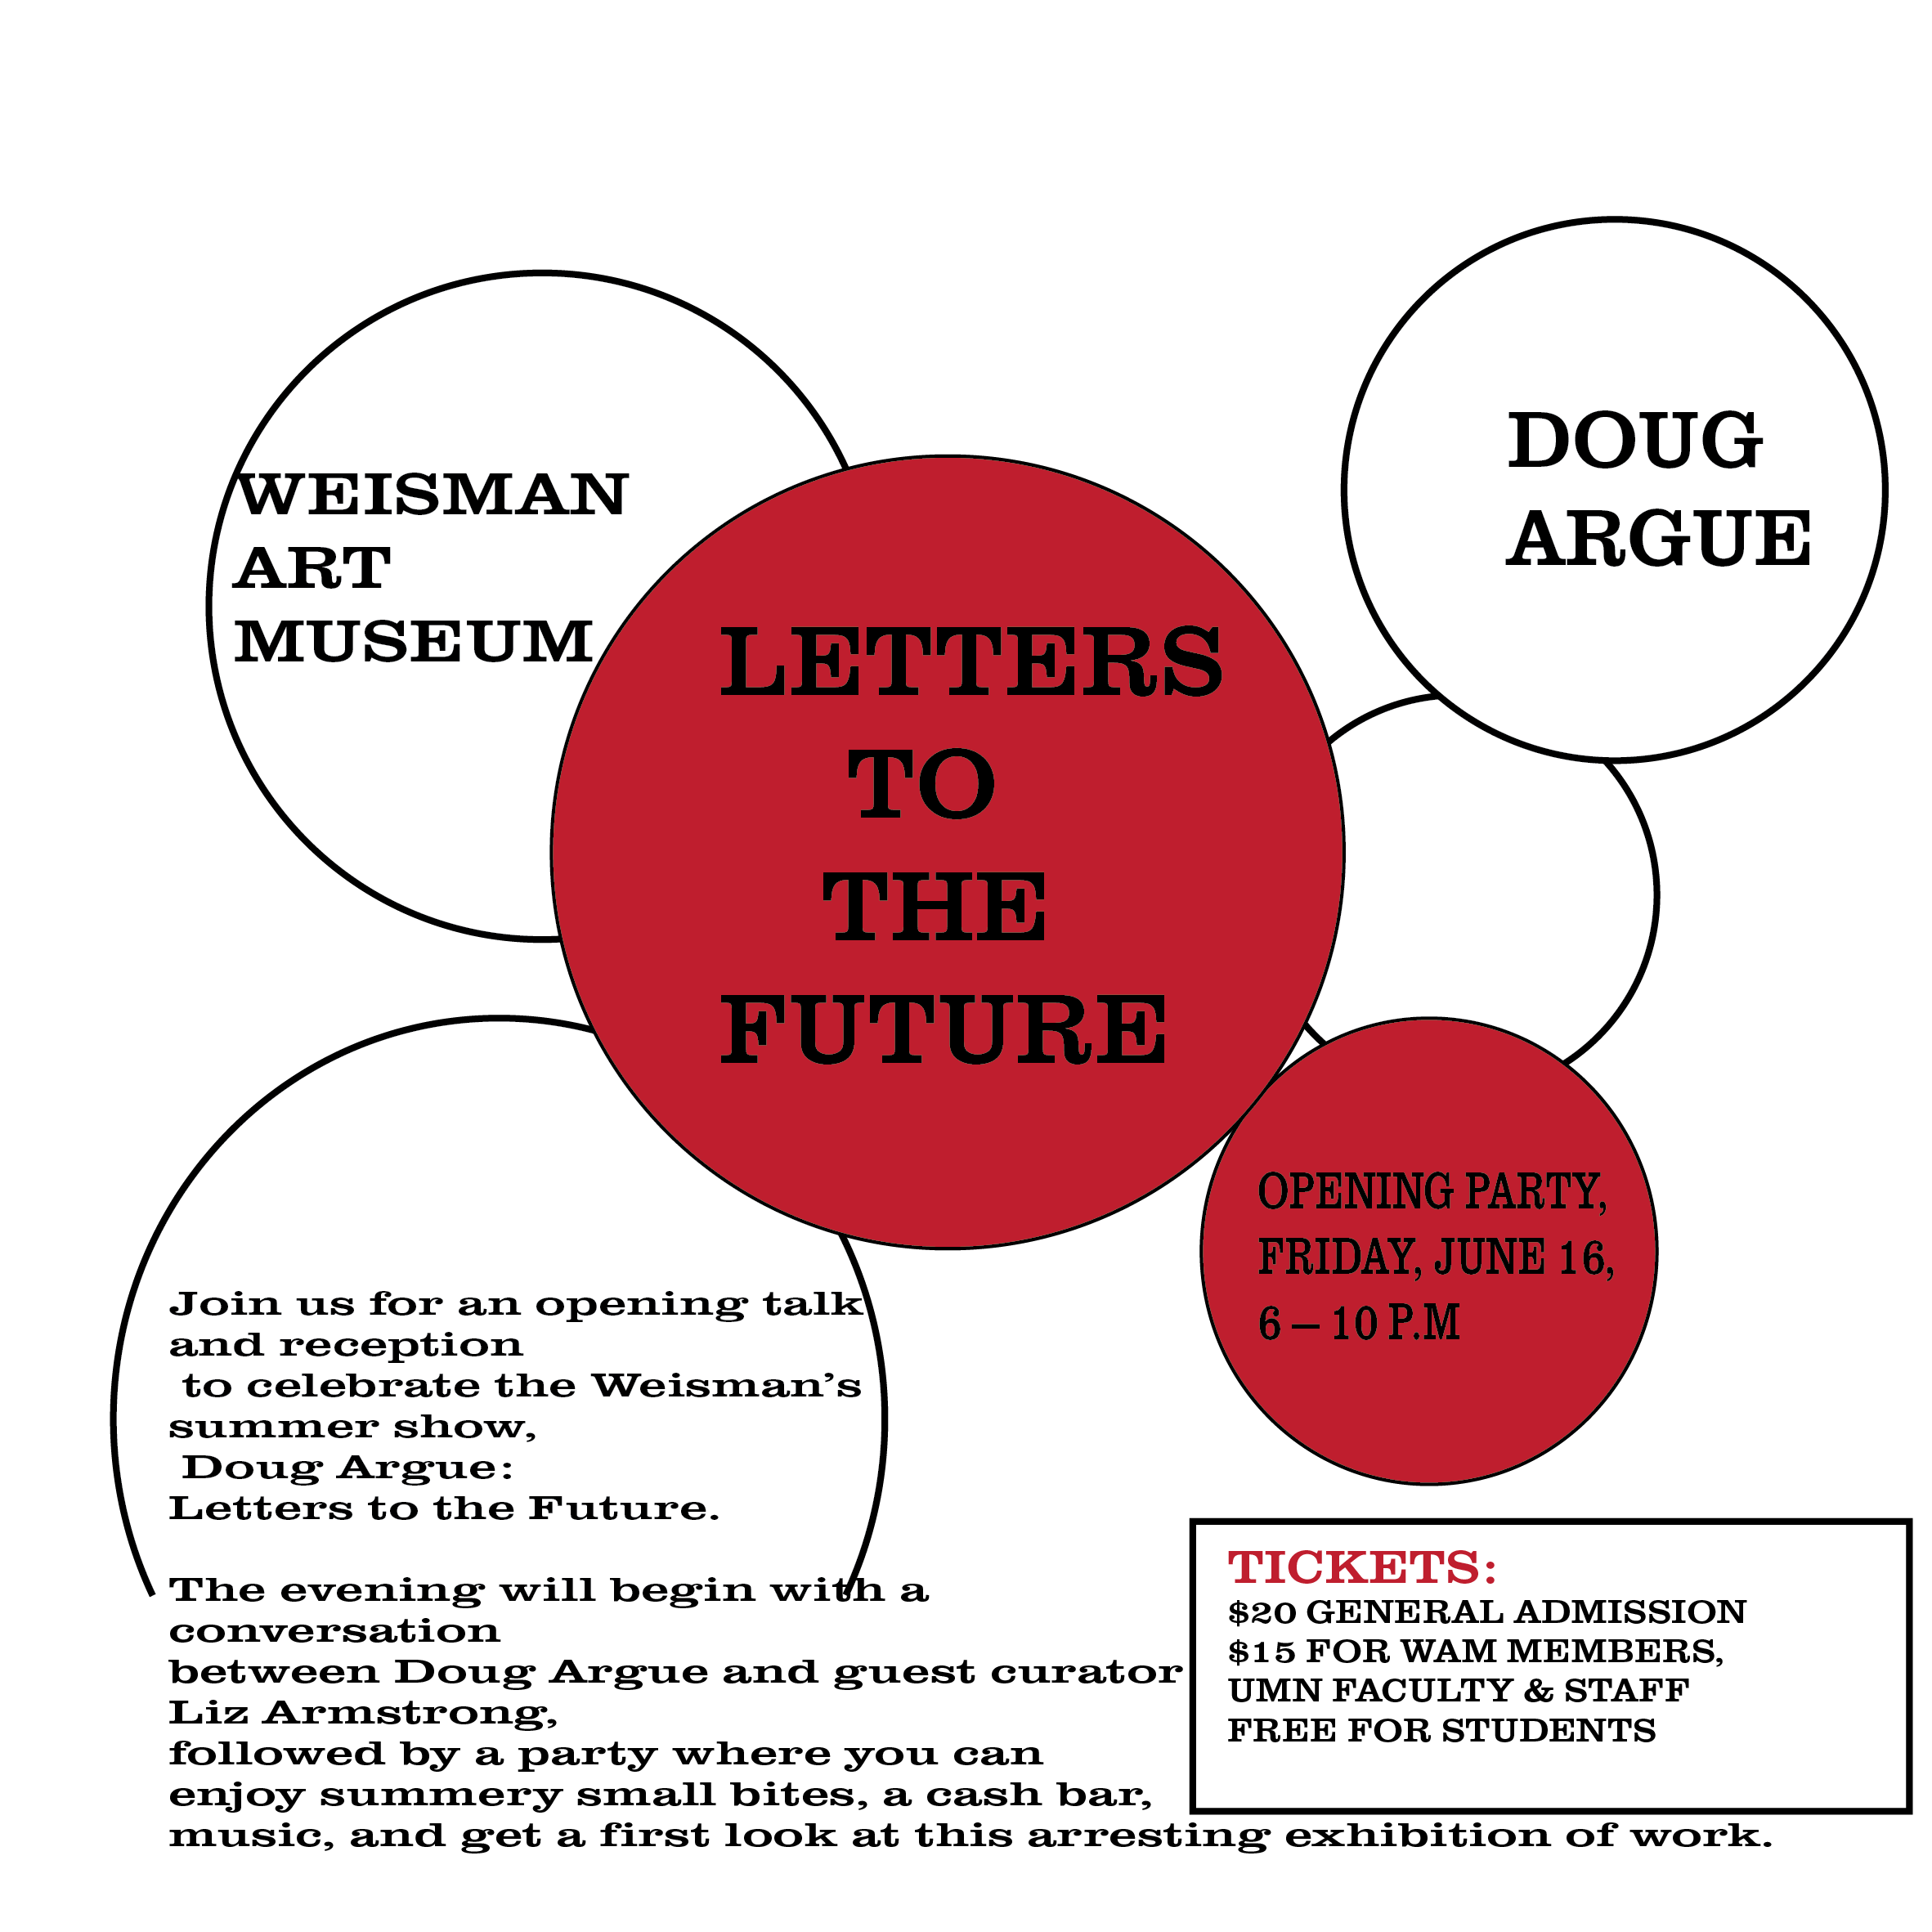 WEISMAN
ART
MUSEUM
DOUG
ARGUE
LETTERS
TO
THE
FUTURE
OPENING PARTY,
FRIDAY, JUNE 16,
6 – 10 P.M
Join us for an opening talk
and reception
to celebrate the Weisman’s
summer show,
Doug Argue:
Letters to the Future.
The evening will begin with a
conversation
between Doug Argue and guest curator
Liz Armstrong,
followed by a party where you can
enjoy summery small bites, a cash bar,
music, and get a first look at this arresting exhibition of work.
TICKETS:
$20 GENERAL ADMISSION
$15 FOR WAM MEMBERS,
UMN FACULTY & STAFF
FREE FOR STUDENTS